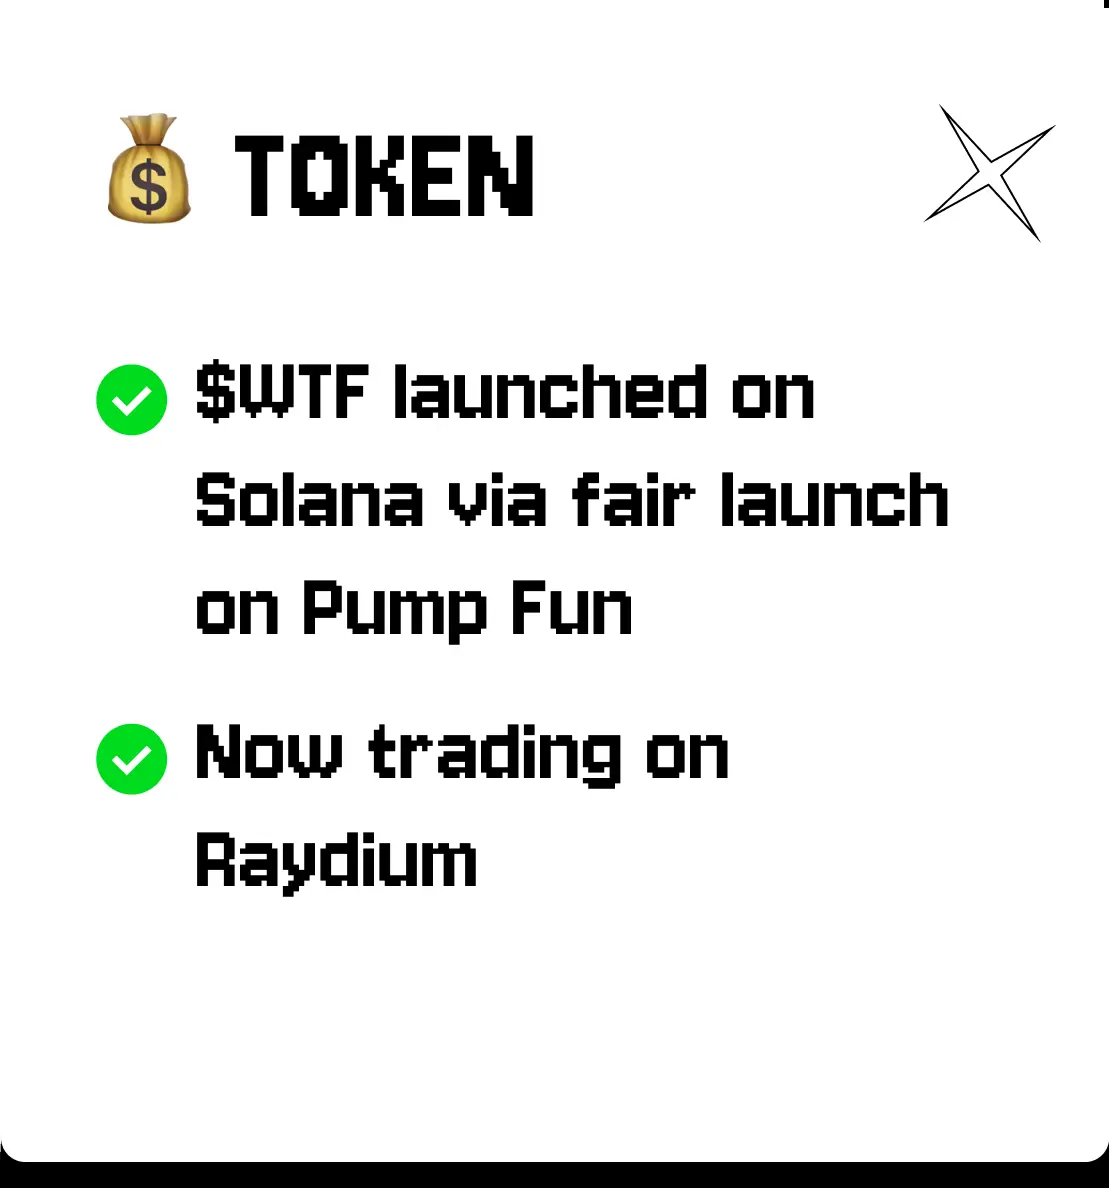 💰 TOKEN
$WTF launched on
Solana via fair launch
on Pump Fun
Now trading on
Raydium